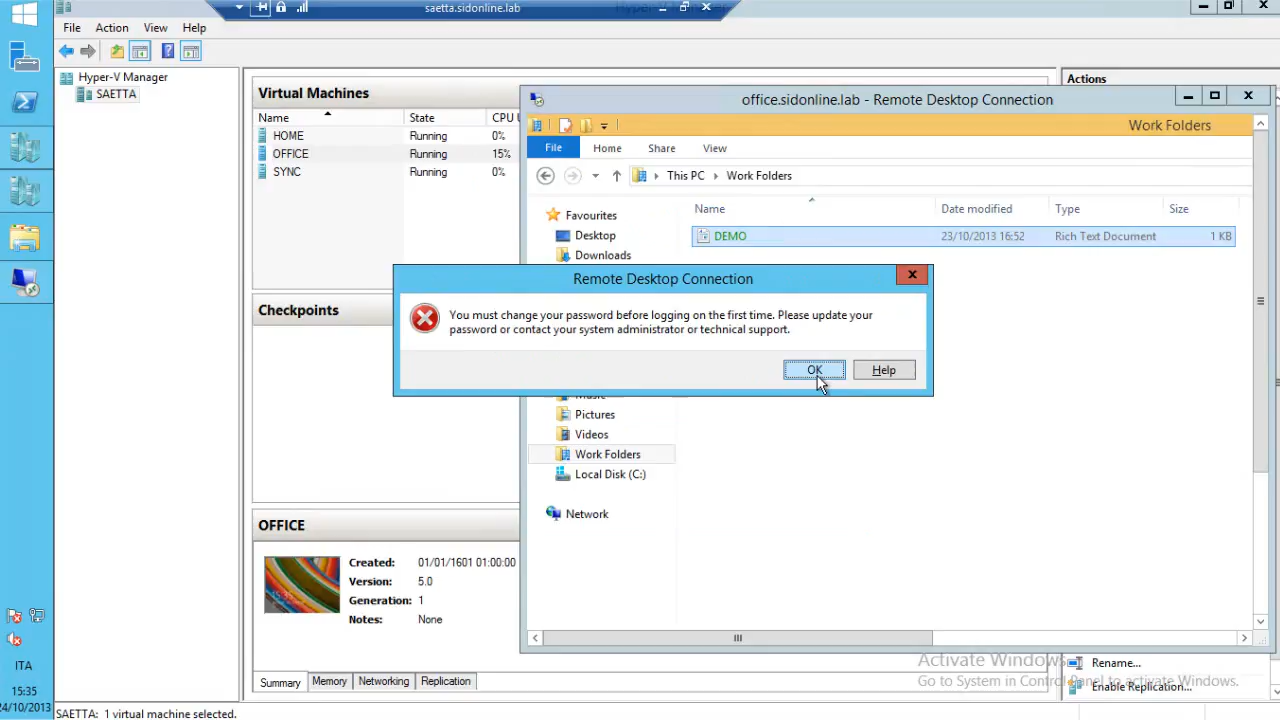 saetta.sidonline.lab
File Action View Help
Hyper-V Manager
SAETTA
Virtual Machines
Name State CPU U
HOME Running 0%
OFFICE Running 15%
SYNC Running 0%
Checkpoints
OFFICE
Created: 01/01/1601 01:00:00
Version: 5.0
Generation: 1
Notes: None
Summary Memory Networking Replication
SAETTA: 1 virtual machine selected.
Actions
office.sidonline.lab - Remote Desktop Connection
Work Folders
File Home Share View
This PC Work Folders
Favourites
Desktop
Downloads
Name Date modified Type Size
DEMO 23/10/2013 16:52 Rich Text Document 1 KB
Remote Desktop Connection
You must change your password before logging on the first time. Please update your
password or contact your system administrator or technical support.
OK Help
Music
Pictures
Videos
Work Folders
Local Disk (C:)
Network
Activate Windows
Go to System in Control Panel to activate Windows.
Rename...
Enable Replication...
ITA
15:35
24/10/2013